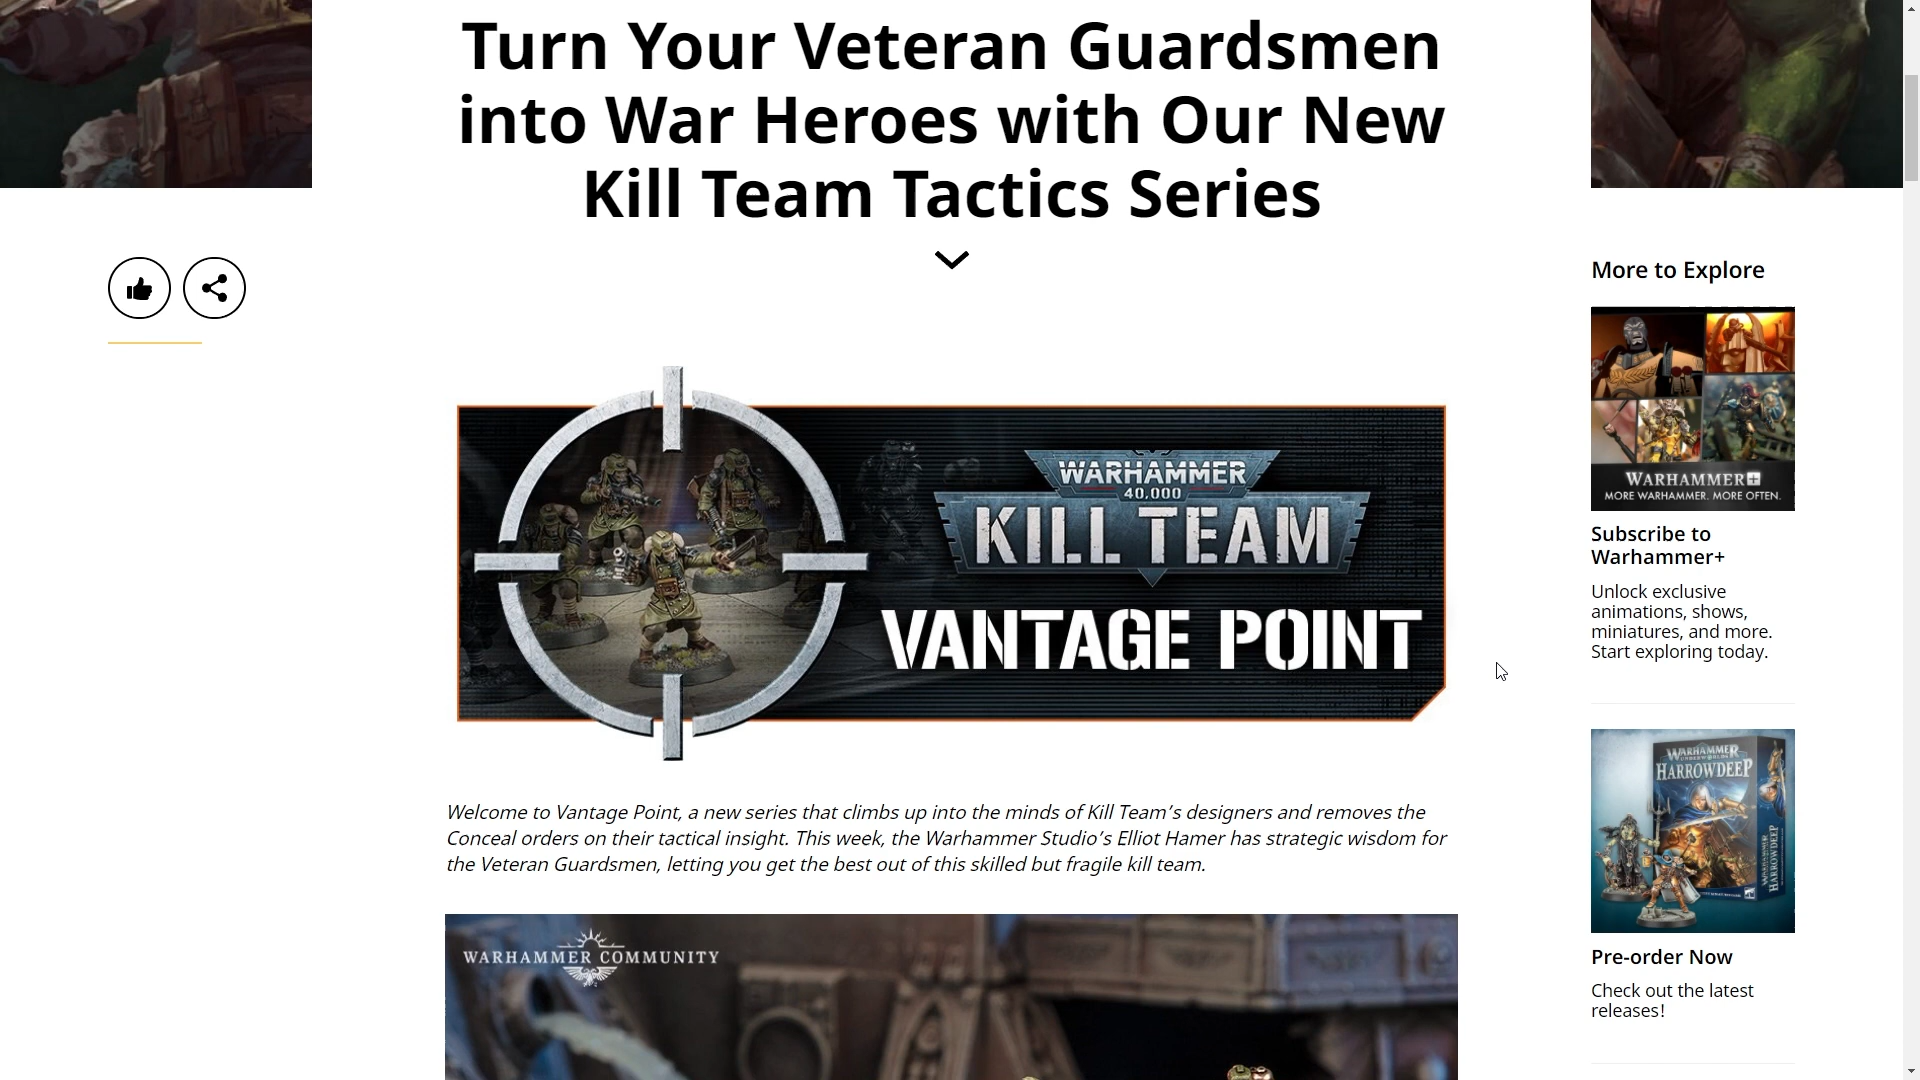 Turn Your Veteran Guardsmen
into War Heroes with Our New
Kill Team Tactics Series
WARHAMMER
40,000
KILL TEAM
VANTAGE POINT
Welcome to Vantage Point, a new series that climbs up into the minds of Kill Team’s designers and removes the
Conceal orders on their tactical insight. This week, the Warhammer Studio’s Elliot Hamer has strategic wisdom for
the Veteran Guardsmen, letting you get the best out of this skilled but fragile kill team.
WARHAMMER COMMUNITY
More to Explore
WARHAMMER+
MORE WARHAMMER. MORE OFTEN.
Subscribe to
Warhammer+
Unlock exclusive
animations, shows,
miniatures, and more.
Start exploring today.
WARHAMMER
UNDERWORLDS
HARROWDEEP
WARHAMMER
HARROWDEEP
Pre-order Now
Check out the latest
releases!